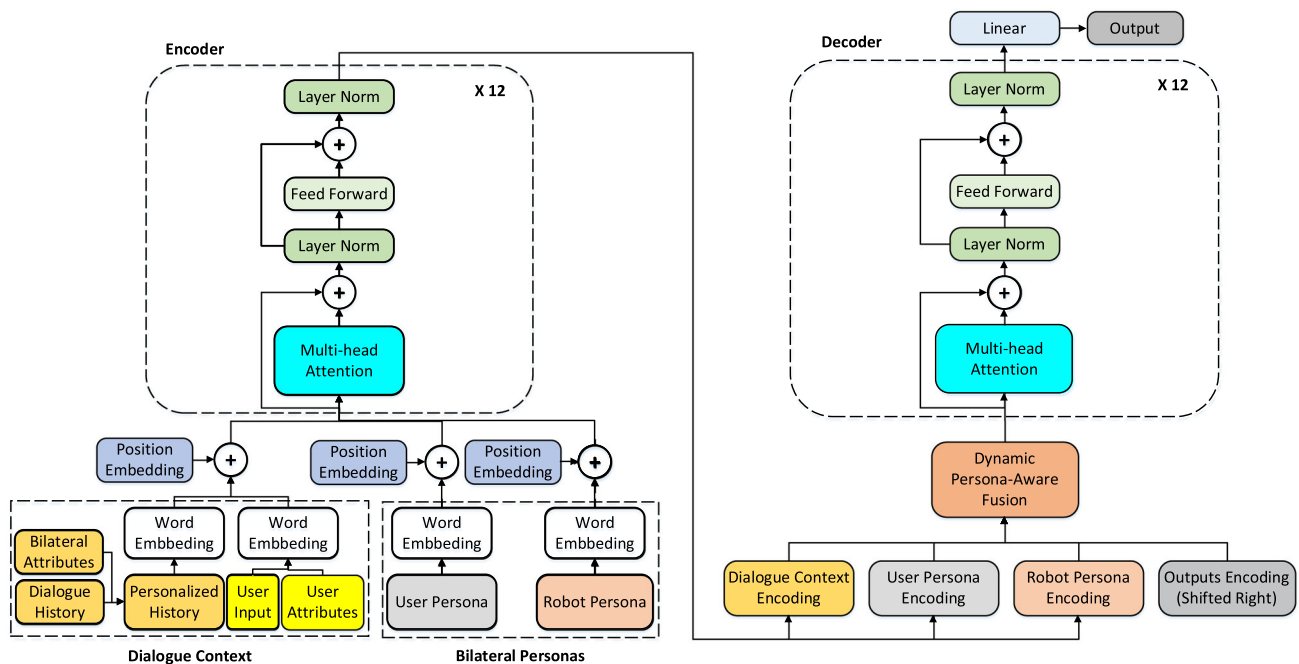 Encoder
X 12
Layer Norm
+
Feed Forward
Layer Norm
+
Multi-head
Attention
Position
Embedding
+
Position
Embedding
+
Position
Embedding
+
Word
Embbeding
Word
Embbeding
Bilateral
Attributes
Dialogue
History
Personalized
History
User
Input
User
Attributes
Dialogue Context
Word
Embbeding
Word
Embbeding
User Persona
Robot Persona
Bilateral Personas
Linear
Output
Decoder
X 12
Layer Norm
+
Feed Forward
Layer Norm
+
Multi-head
Attention
Dynamic
Persona-Aware
Fusion
Dialogue Context
Encoding
User Persona
Encoding
Robot Persona
Encoding
Outputs Encoding
(Shifted Right)